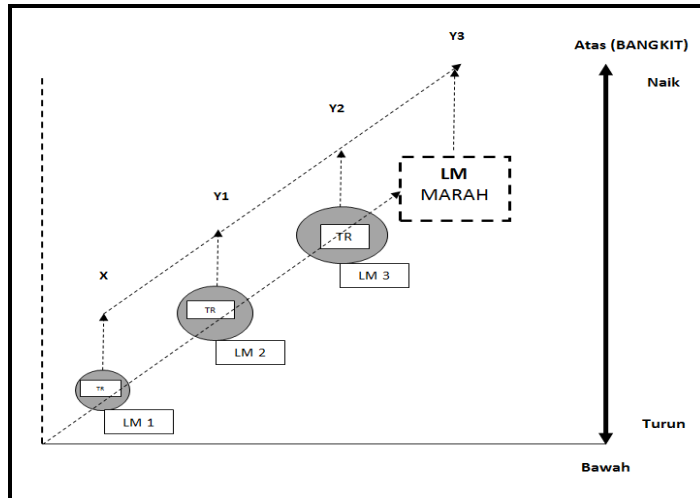 Y3
Atas (BANGKIT)
Naik
Y2
LM
MARAH
Y1
TR
LM 3
X
TR
LM 2
TR
LM 1
Turun
Bawah